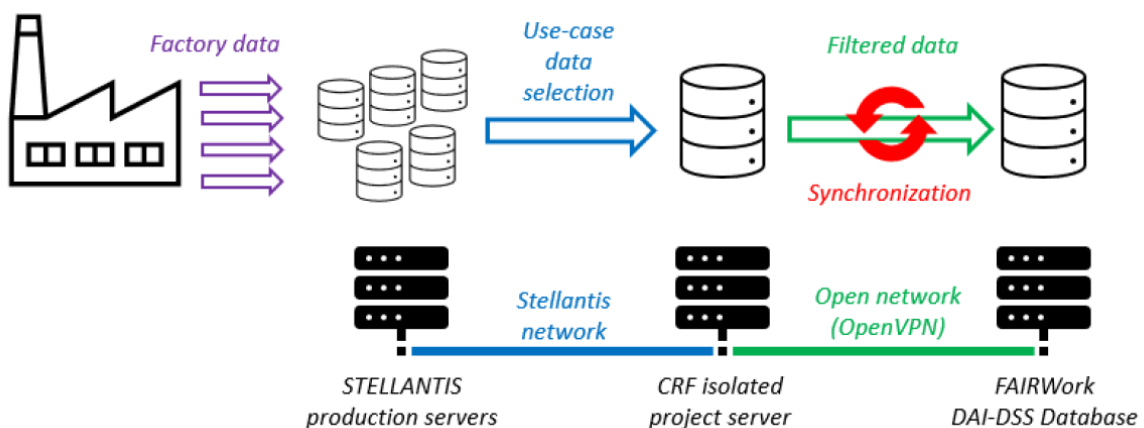 Factory data
Use-case
data
selection
Filtered data
Synchronization
Stellantis
network
Open network
(OpenVPN)
STELLANTIS
production servers
CRF isolated
project server
FAIRWork
DAI-DSS Database